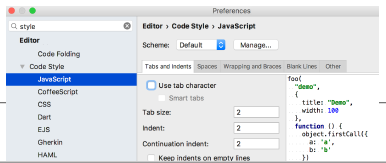 Preferences
style
Editor
Code Folding
Code Style
JavaScript
CoffeeScript
CSS
Dart
EJS
Gherkin
HAML
Editor › Code Style › JavaScript
Scheme: Default Manage...
Tabs and Indents Spaces Wrapping and Braces Blank Lines Other
Use tab character
Smart tabs
Tab size: 2
Indent: 2
Continuation indent: 2
Keep indents on empty lines
foo(
"demo",
{
title: "Demo",
width: 100
},
function () {
object.firstCall({
a: 'a',
b: 'b'
})